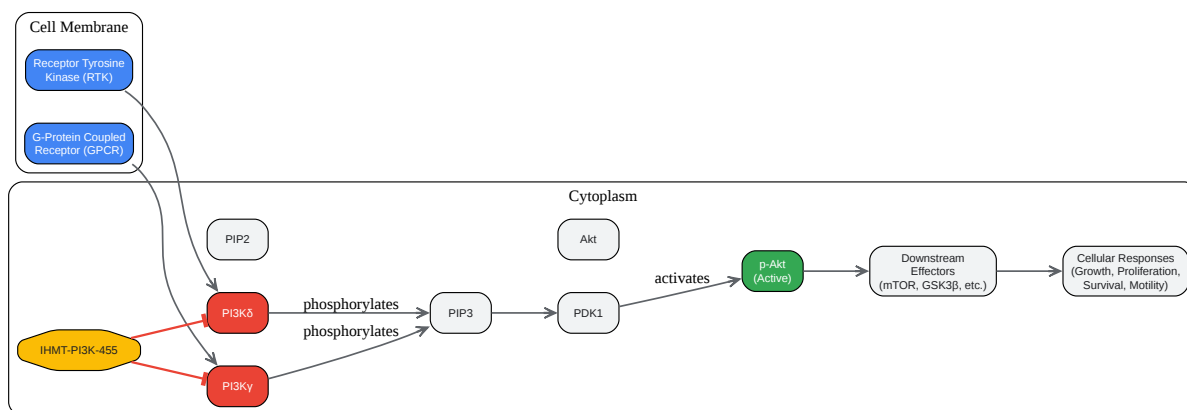 Cell Membrane
Receptor Tyrosine
Kinase (RTK)
G-Protein Coupled
Receptor (GPCR)
Cytoplasm
PIP2
Akt
p-Akt
(Active)
Downstream
Effectors
(mTOR, GSK3β, etc.)
Cellular Responses
(Growth, Proliferation,
Survival, Motility)
activates
phosphorylates
PI3Kδ
PIP3
PDK1
phosphorylates
IHMT-PI3K-455
PI3Kγ